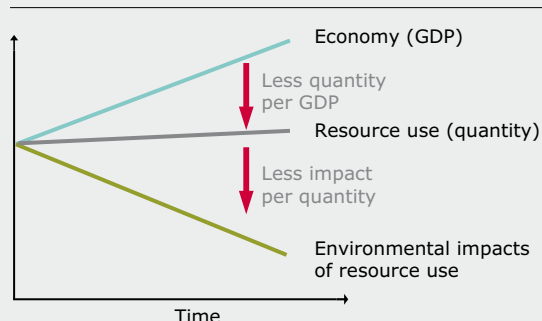 Economy (GDP)
Less quantity
per GDP
Resource use (quantity)
Less impact
per quantity
Environmental impacts
of resource use
Time